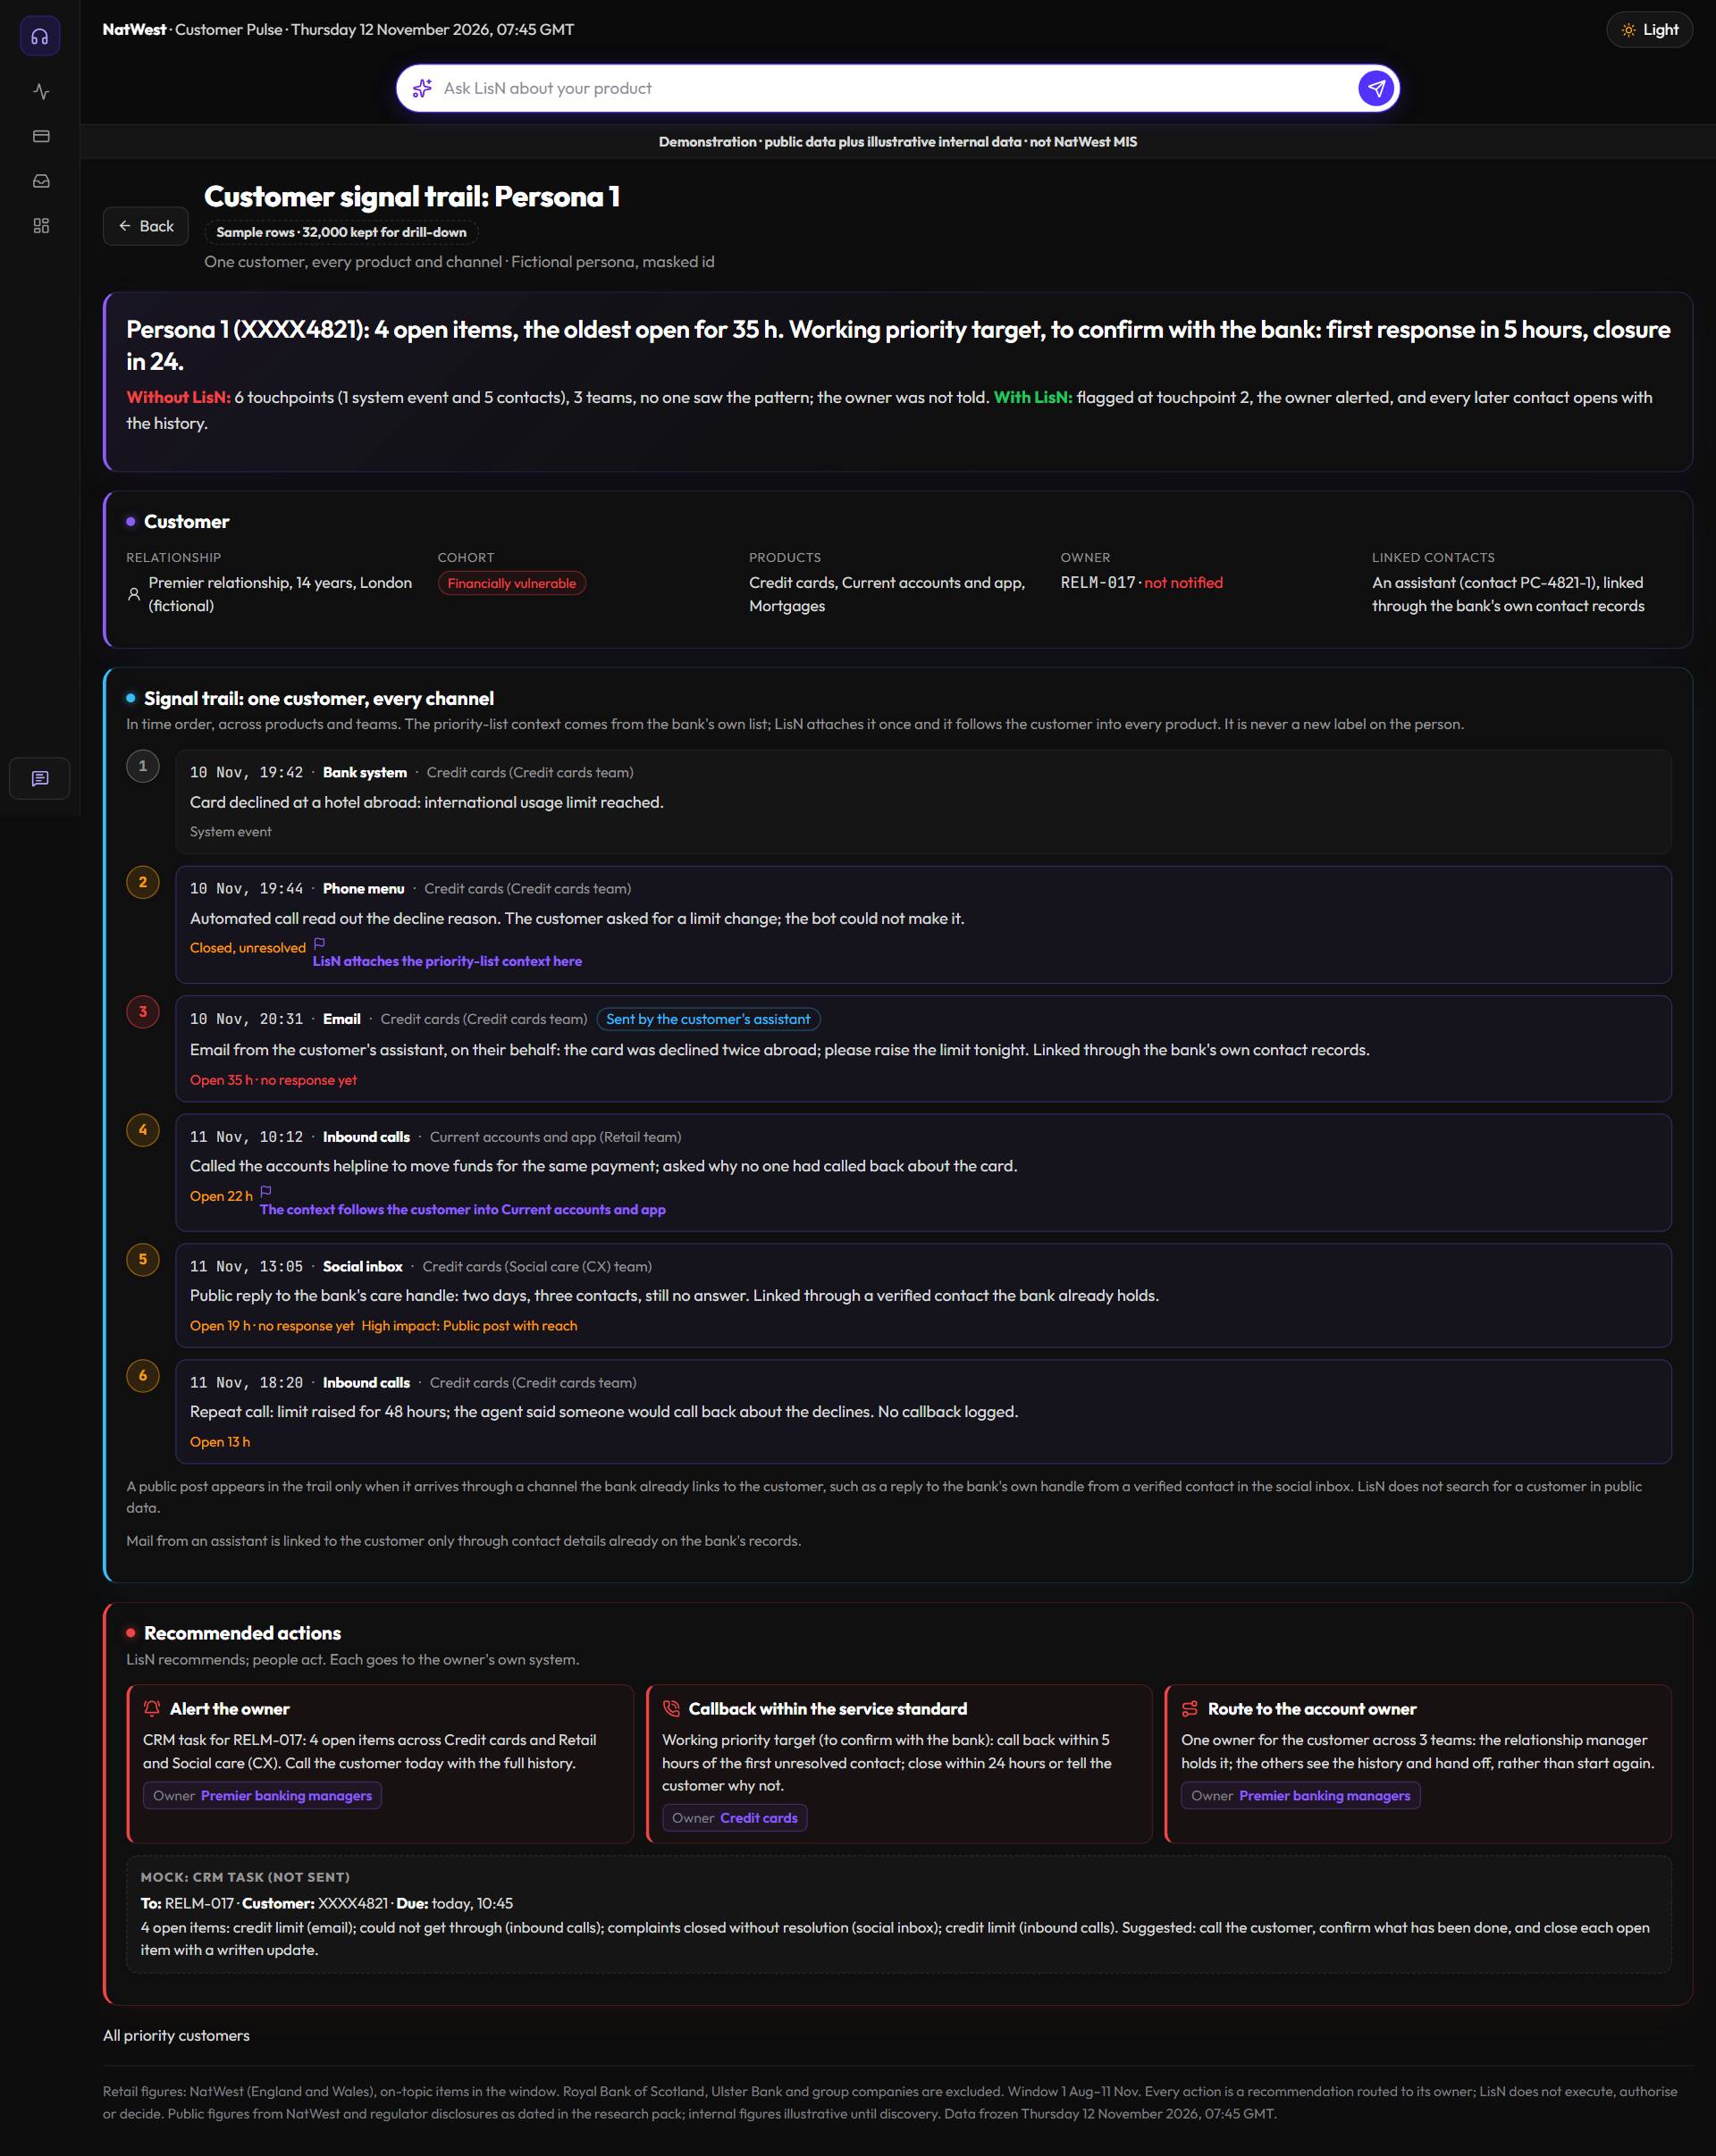 NatWest · Customer Pulse · Thursday 12 November 2026, 07:45 GMT
Light
Ask LisN about your product
Demonstration · public data plus illustrative internal data · not NatWest MIS
Back
Customer signal trail: Persona 1
Sample rows · 32,000 kept for drill-down
One customer, every product and channel · Fictional persona, masked id
Persona 1 (XXXX4821): 4 open items, the oldest open for 35 h. Working priority target, to confirm with the bank: first response in 5 hours, closure
in 24.
Without LisN: 6 touchpoints (1 system event and 5 contacts), 3 teams, no one saw the pattern; the owner was not told. With LisN: flagged at touchpoint 2, the owner alerted, and every later contact opens with
the history.
Customer
RELATIONSHIP
Premier relationship, 14 years, London
(fictional)
COHORT
Financially vulnerable
PRODUCTS
Credit cards, Current accounts and app,
Mortgages
OWNER
RELM-017 · not notified
LINKED CONTACTS
An assistant (contact PC-4821-1), linked
through the bank's own contact records
Signal trail: one customer, every channel
In time order, across products and teams. The priority-list context comes from the bank's own list; LisN attaches it once and it follows the customer into every product. It is never a new label on the person.
1
10 Nov, 19:42 · Bank system · Credit cards (Credit cards team)
Card declined at a hotel abroad: international usage limit reached.
System event
2
10 Nov, 19:44 · Phone menu · Credit cards (Credit cards team)
Automated call read out the decline reason. The customer asked for a limit change; the bot could not make it.
Closed, unresolved
LisN attaches the priority-list context here
3
10 Nov, 20:31 · Email · Credit cards (Credit cards team) Sent by the customer's assistant
Email from the customer's assistant, on their behalf: the card was declined twice abroad; please raise the limit tonight. Linked through the bank's own contact records.
Open 35 h · no response yet
4
11 Nov, 10:12 · Inbound calls · Current accounts and app (Retail team)
Called the accounts helpline to move funds for the same payment; asked why no one had called back about the card.
Open 22 h
The context follows the customer into Current accounts and app
5
11 Nov, 13:05 · Social inbox · Credit cards (Social care (CX) team)
Public reply to the bank's care handle: two days, three contacts, still no answer. Linked through a verified contact the bank already holds.
Open 19 h · no response yet High impact: Public post with reach
6
11 Nov, 18:20 · Inbound calls · Credit cards (Credit cards team)
Repeat call: limit raised for 48 hours; the agent said someone would call back about the declines. No callback logged.
Open 13 h
A public post appears in the trail only when it arrives through a channel the bank already links to the customer, such as a reply to the bank's own handle from a verified contact in the social inbox. LisN does not search for a customer in public
data.
Mail from an assistant is linked to the customer only through contact details already on the bank's records.
Recommended actions
LisN recommends; people act. Each goes to the owner's own system.
Alert the owner
CRM task for RELM-017: 4 open items across Credit cards and Retail
and Social care (CX). Call the customer today with the full history.
Owner Premier banking managers
Callback within the service standard
Working priority target (to confirm with the bank): call back within 5
hours of the first unresolved contact; close within 24 hours or tell the
customer why not.
Owner Credit cards
Route to the account owner
One owner for the customer across 3 teams: the relationship manager
holds it; the others see the history and hand off, rather than start again.
Owner Premier banking managers
MOCK: CRM TASK (NOT SENT)
To: RELM-017 · Customer: XXXX4821 · Due: today, 10:45
4 open items: credit limit (email); could not get through (inbound calls); complaints closed without resolution (social inbox); credit limit (inbound calls). Suggested: call the customer, confirm what has been done, and close each open
item with a written update.
All priority customers
Retail figures: NatWest (England and Wales), on-topic items in the window. Royal Bank of Scotland, Ulster Bank and group companies are excluded. Window 1 Aug–11 Nov. Every action is a recommendation routed to its owner; LisN does not execute, authorise
or decide. Public figures from NatWest and regulator disclosures as dated in the research pack; internal figures illustrative until discovery. Data frozen Thursday 12 November 2026, 07:45 GMT.